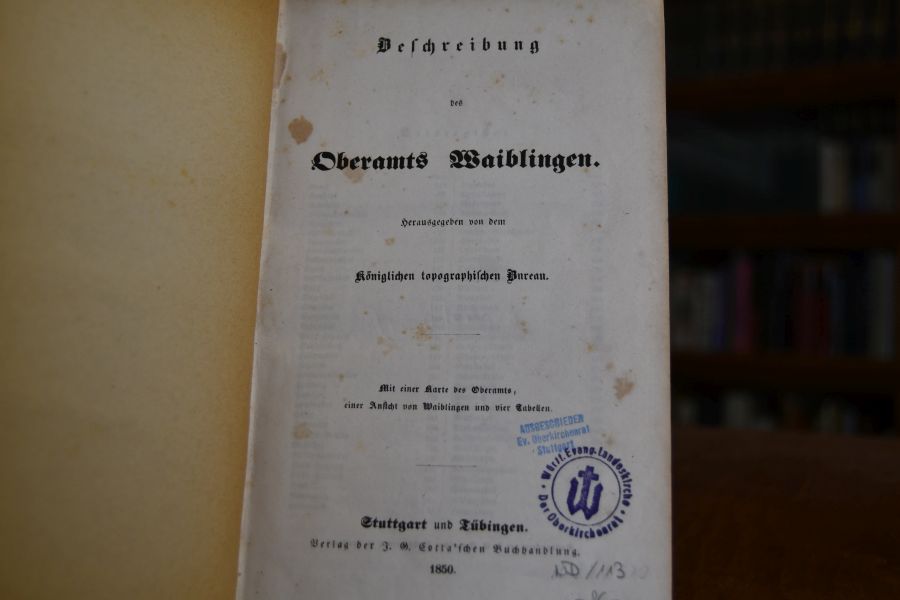 Beſchreibung
des
Oberamts Waiblingen.
Herausgegeben von dem
Königlichen topographiſchen Bureau.
Mit einer Karte des Oberamts,
einer Anſicht von Waiblingen und vier Tabellen.
AUSGESCHIEDEN
Ev. Oberkirchenrat
Stuttgart
Württ. Evang. Landeskirche
Der Oberkirchenrat
Stuttgart und Tübingen.
Verlag der J. G. Cotta'ſchen Buchhandlung.
1850.
/113